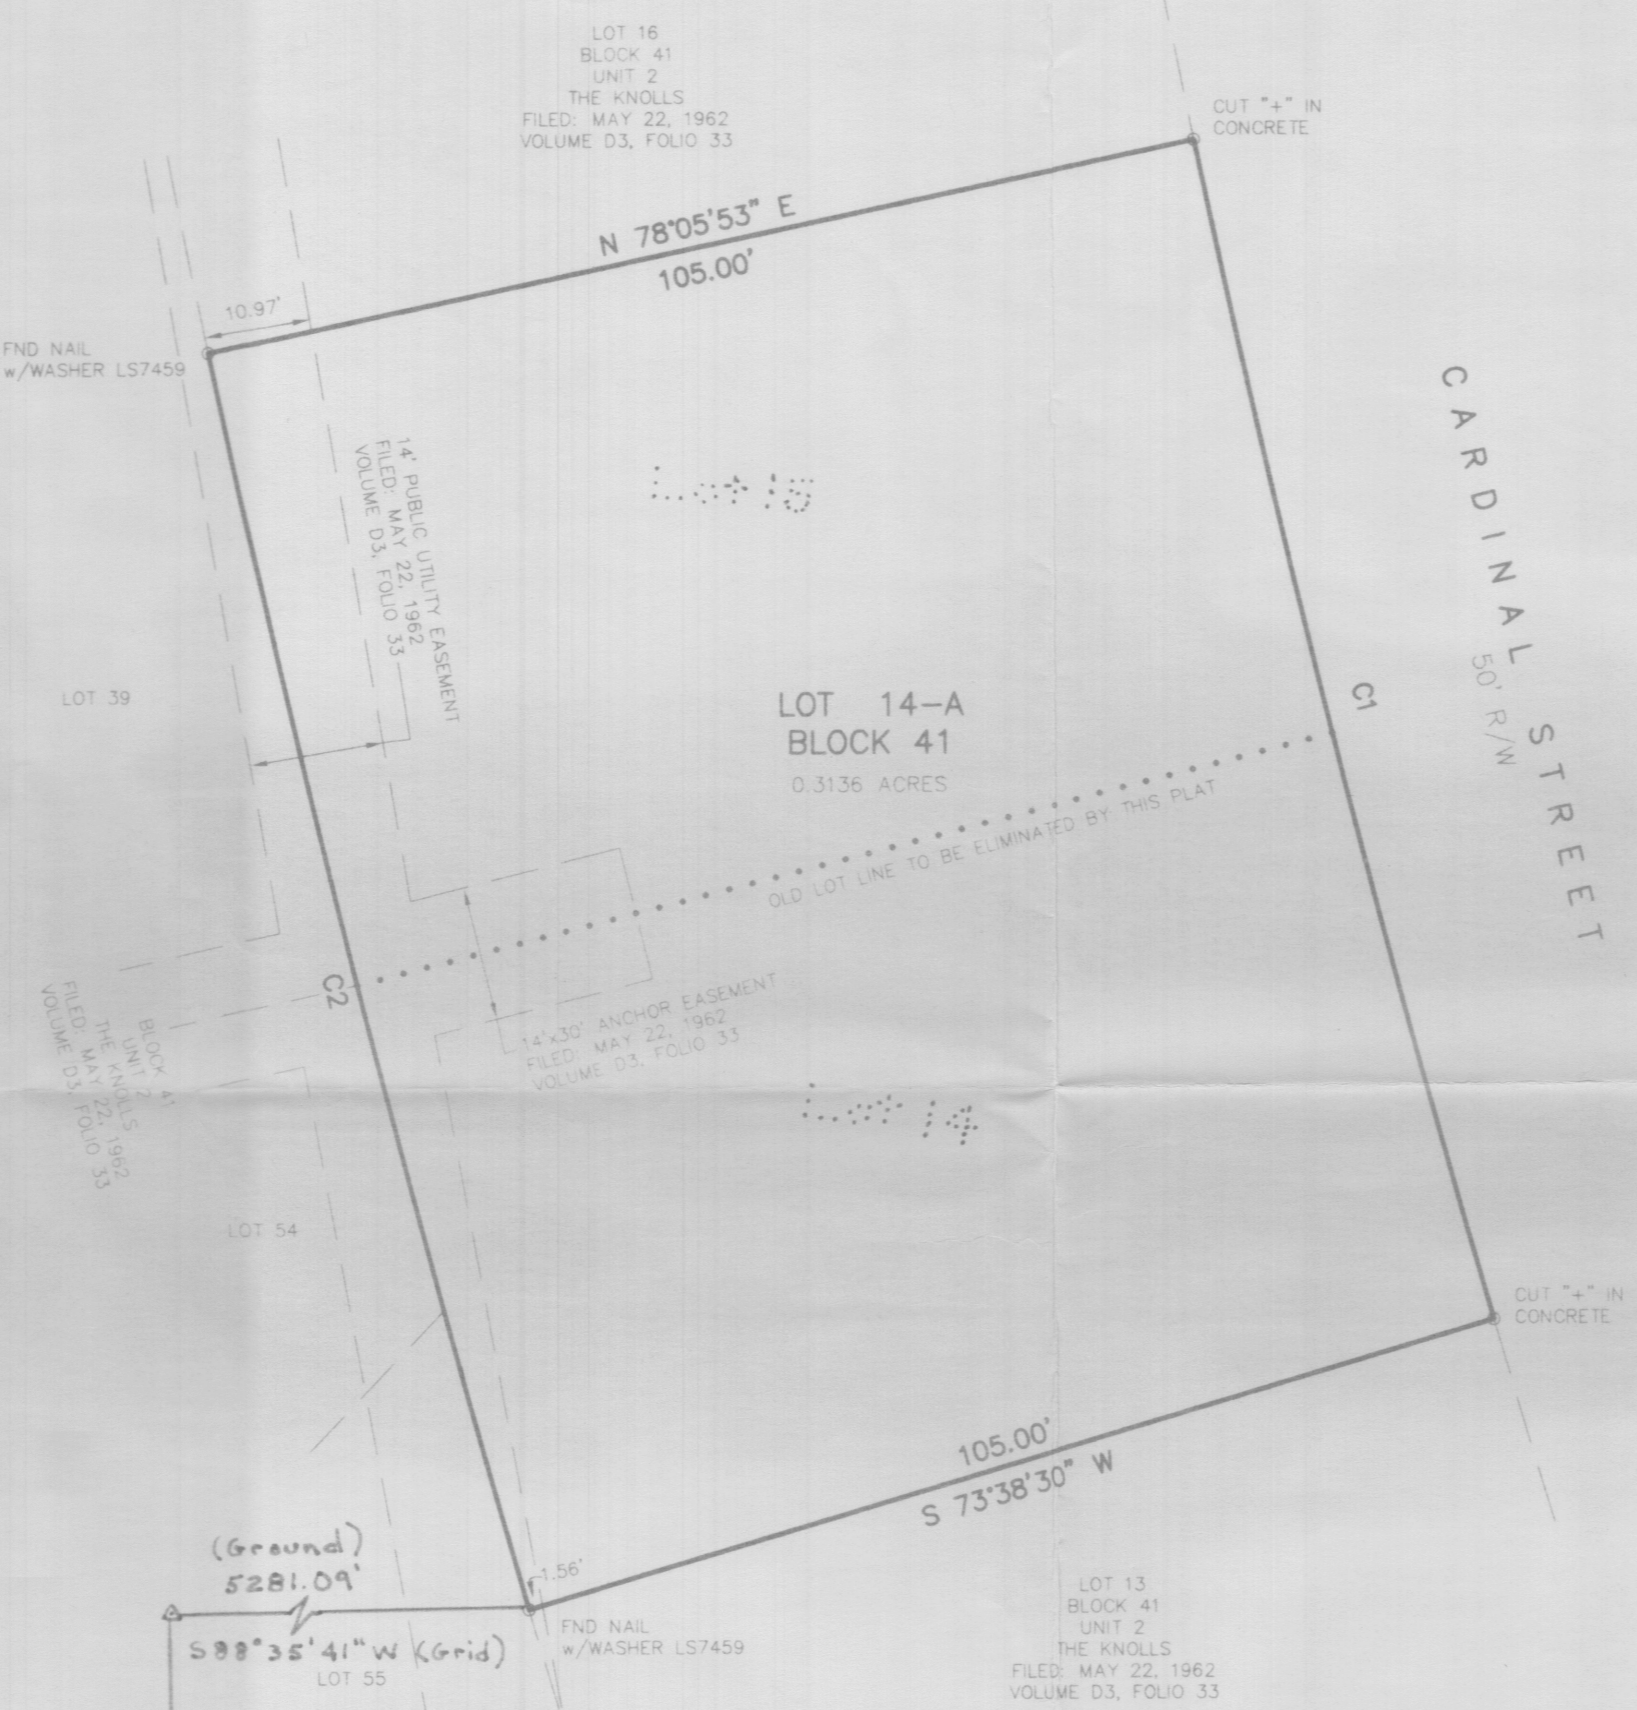 LOT 16
BLOCK 41
UNIT 2
THE KNOLLS
FILED: MAY 22, 1962
VOLUME D3, FOLIO 33
CUT "+" IN
CONCRETE
N 78°05'53" E
105.00'
10.97'
FND NAIL
w/WASHER LS7459
14' PUBLIC UTILITY EASEMENT
FILED: MAY 22, 1962
VOLUME D3, FOLIO 33
Lot 15
CARDINAL STREET
50' R/W
LOT 39
LOT 14-A
BLOCK 41
0.3136 ACRES
C1
OLD LOT LINE TO BE ELIMINATED BY THIS PLAT
C2
14'x30' ANCHOR EASEMENT
FILED: MAY 22, 1962
VOLUME D3, FOLIO 33
BLOCK 41
UNIT 2
THE KNOLLS
FILED: MAY 22, 1962
VOLUME D3, FOLIO 33
Lot 14
LOT 54
CUT "+" IN
CONCRETE
105.00'
S 73°38'30" W
(Ground)
5281.09'
S88°35'41" W (Grid)
LOT 55
1.56'
FND NAIL
w/WASHER LS7459
LOT 13
BLOCK 41
UNIT 2
THE KNOLLS
FILED: MAY 22, 1962
VOLUME D3, FOLIO 33